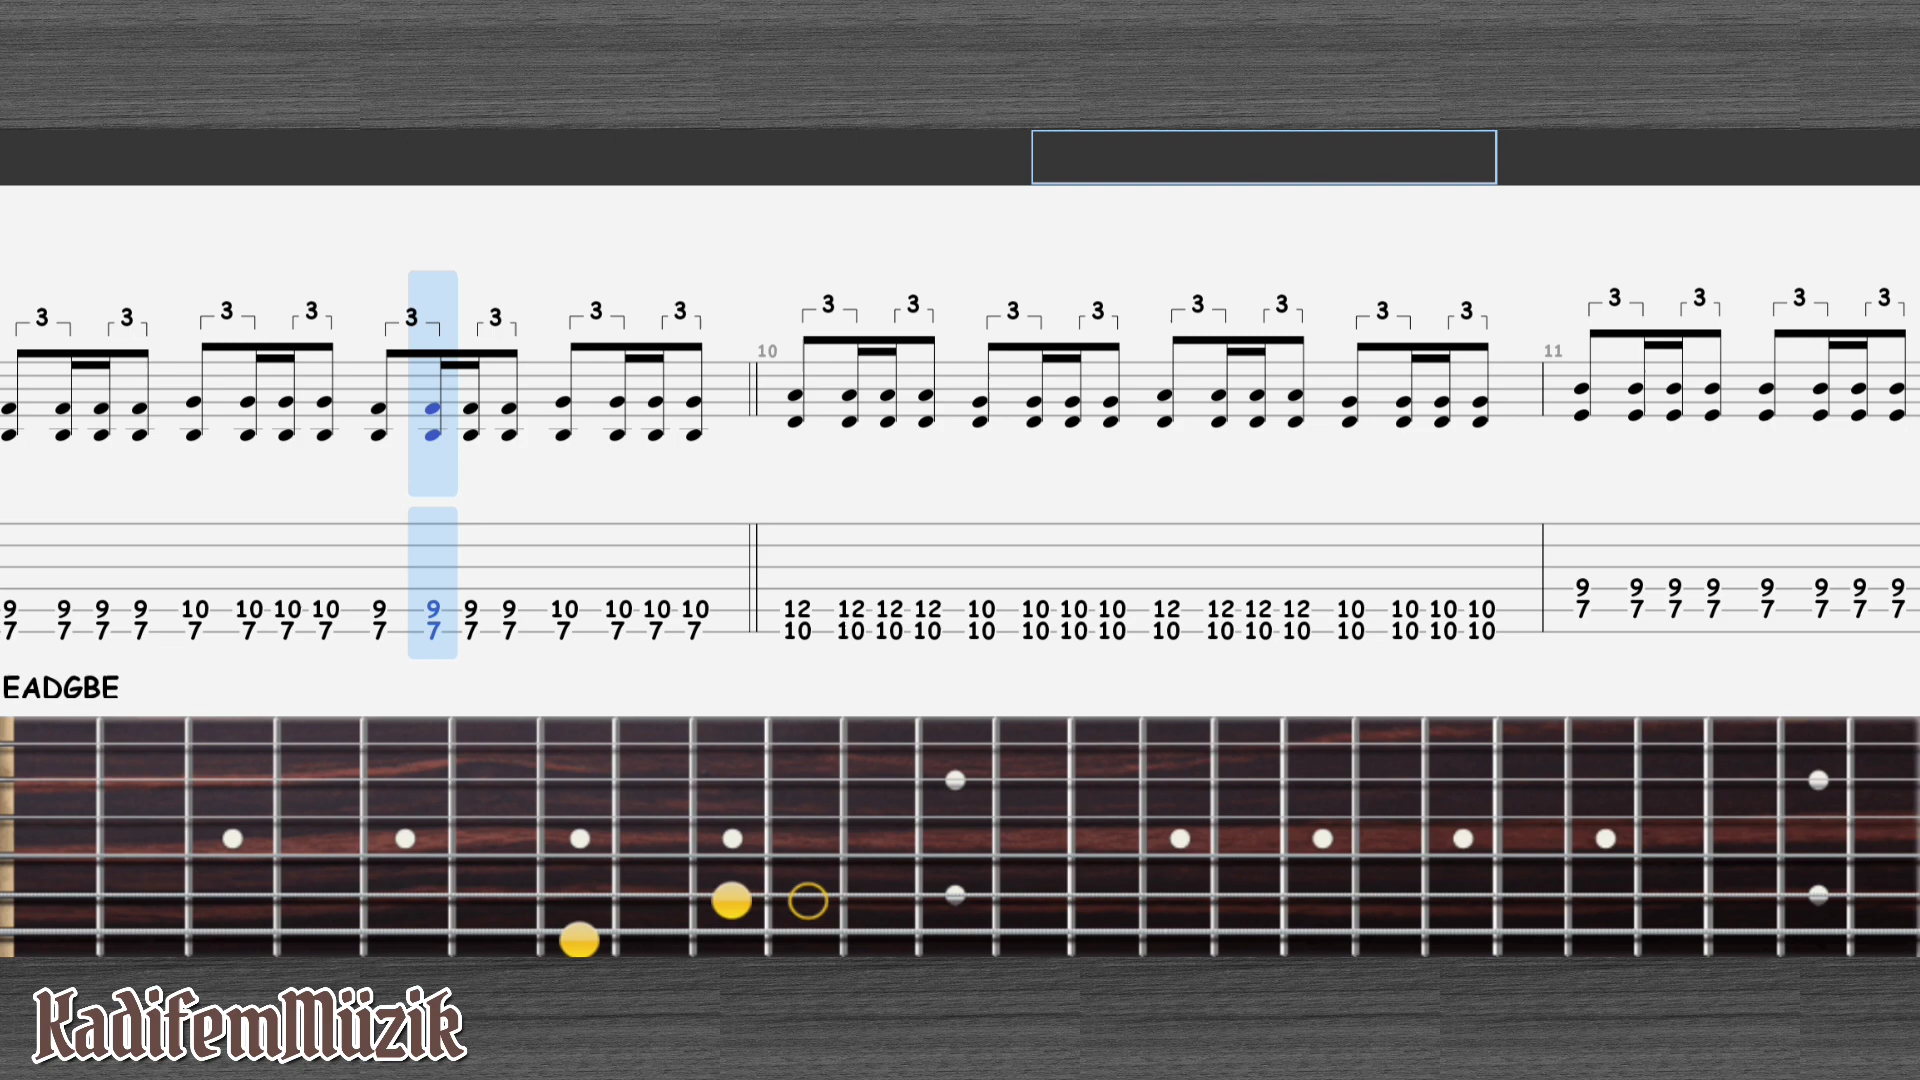 3 3 3 3 3 3 3 3 3 3 3 3 3 3 3 3 3 3 3 3
10 11
9 7 9 7 9 7
9 9 9 9 10 10 10 10 9 9 9 9 10 10 10 10 12 12 12 12 10 10 10 10 12 12 12 12 10 10 10 10 7 7 7 7 7 7 7 7
7 7 7 7 7 7 7 7 7 7 7 7 7 7 7 7 10 10 10 10 10 10 10 10 10 10 10 10 10 10 10 10
EADGBE
KadifemMüzik